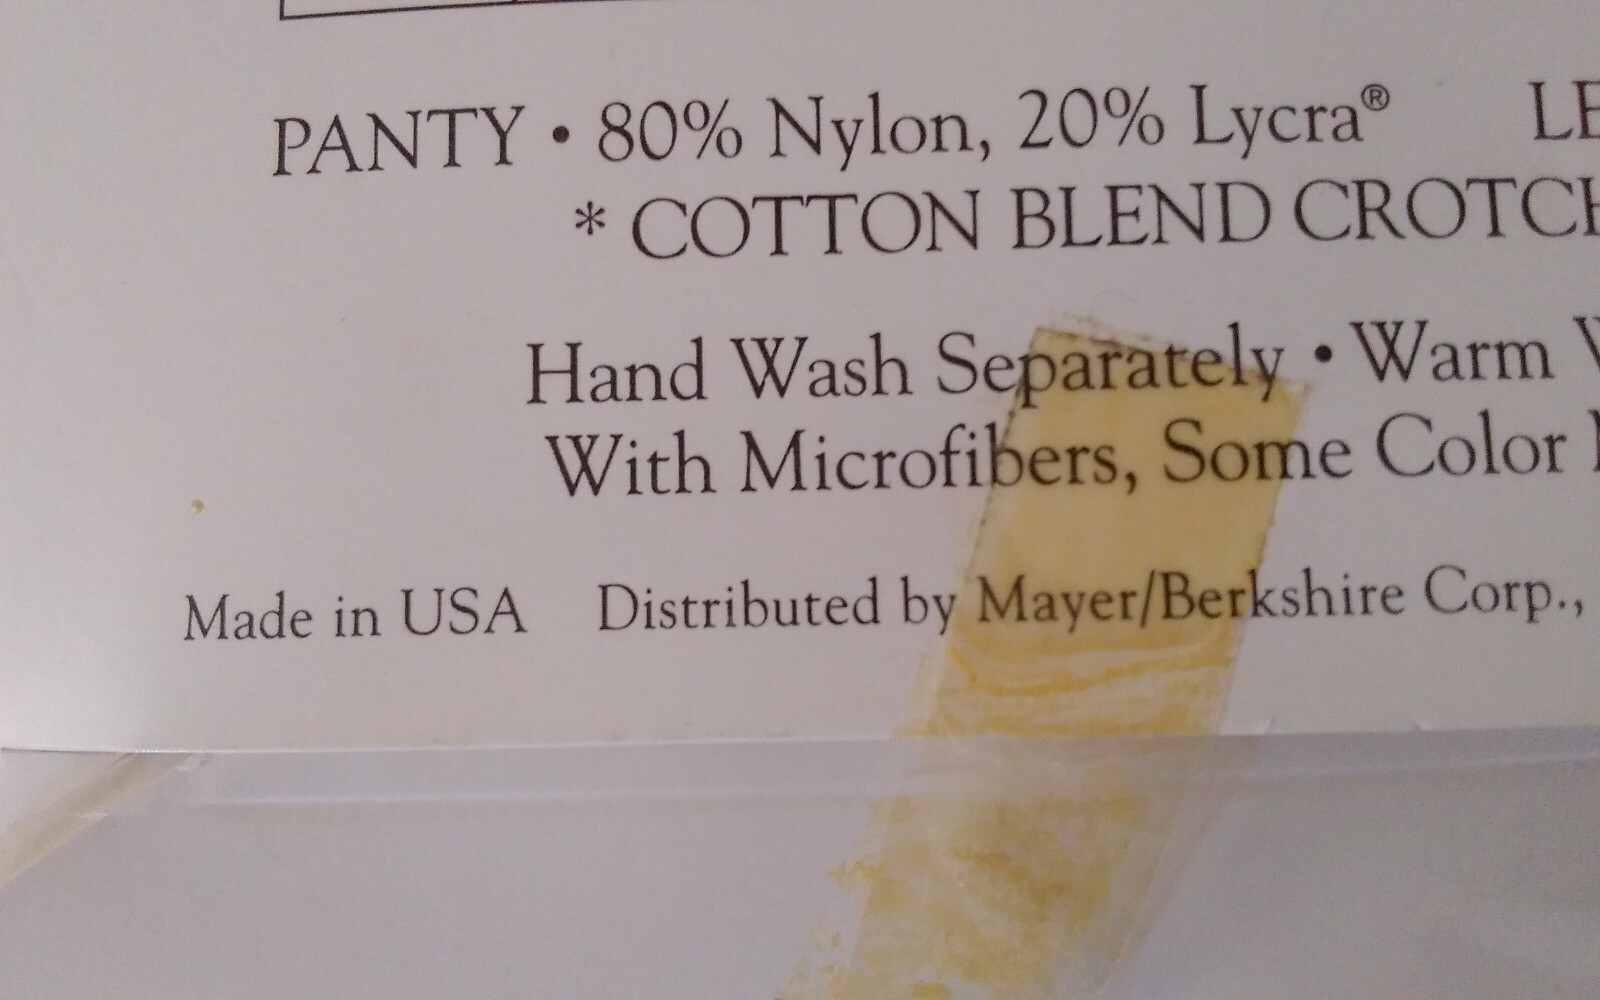 PANTY • 80% Nylon, 20% Lycra® LE
* COTTON BLEND CROTCH
Hand Wash Separately • Warm
With Microfibers, Some Color
Made in USA Distributed by Mayer/Berkshire Corp.,